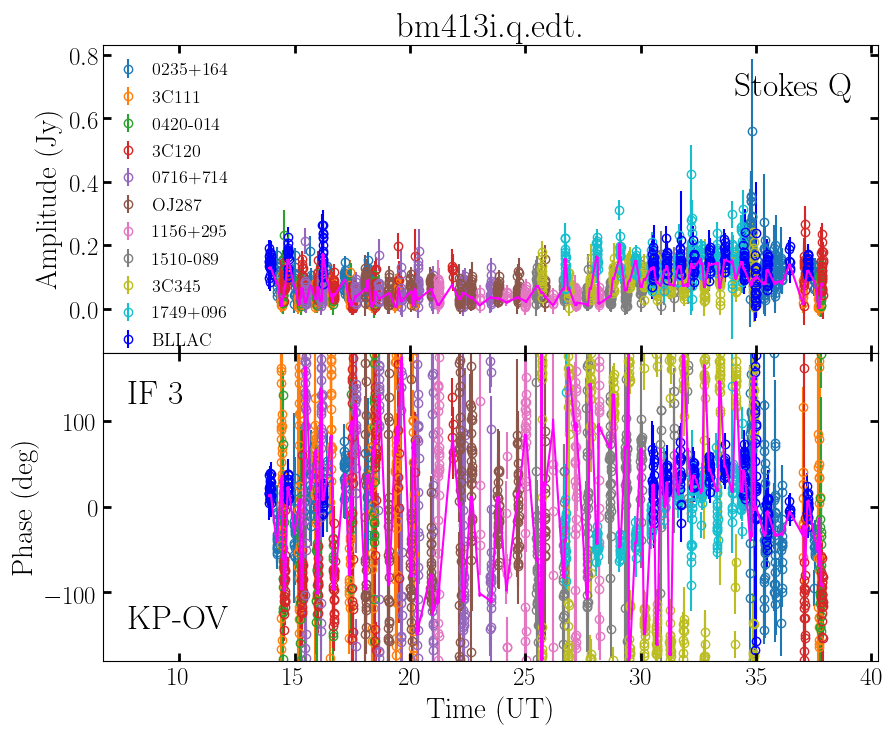 bm413i.q.edt.
Stokes Q
0.8
0.6
0.4
0.2
0.0
Amplitude (Jy)
0235+164
3C111
0420-014
3C120
0716+714
OJ287
1156+295
1510-089
3C345
1749+096
BLLAC
IF 3
KP-OV
100
0
−100
Phase (deg)
10 15 20 25 30 35 40
Time (UT)